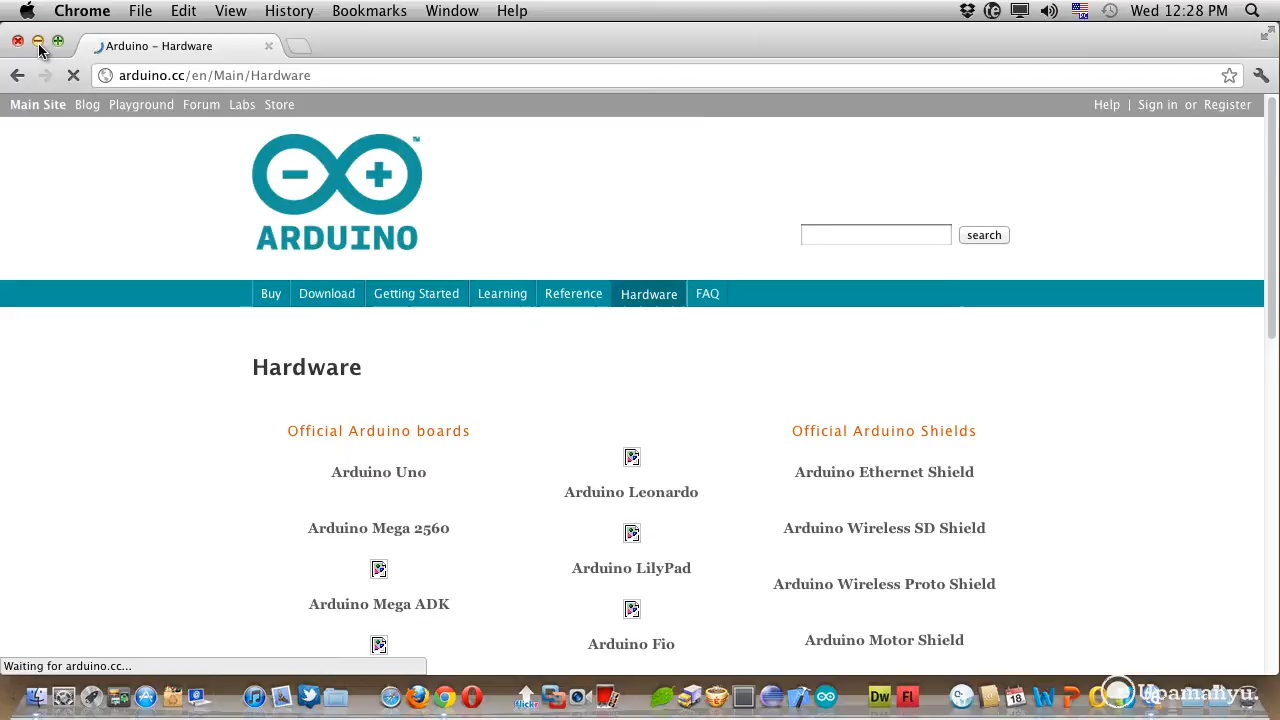 Chrome File Edit View History Bookmarks Window Help Wed 12:28 PM
Arduino - Hardware
arduino.cc/en/Main/Hardware
Main Site Blog Playground Forum Labs Store Help | Sign in or Register
ARDUINO
TM
search
Buy Download Getting Started Learning Reference Hardware FAQ
Hardware
Official Arduino boards
Arduino Uno
Arduino Mega 2560
Arduino Mega ADK
Arduino Leonardo
Arduino LilyPad
Arduino Fio
Official Arduino Shields
Arduino Ethernet Shield
Arduino Wireless SD Shield
Arduino Wireless Proto Shield
Arduino Motor Shield
Waiting for arduino.cc...
flickr
Dw
Fl
18
Upamanyu.